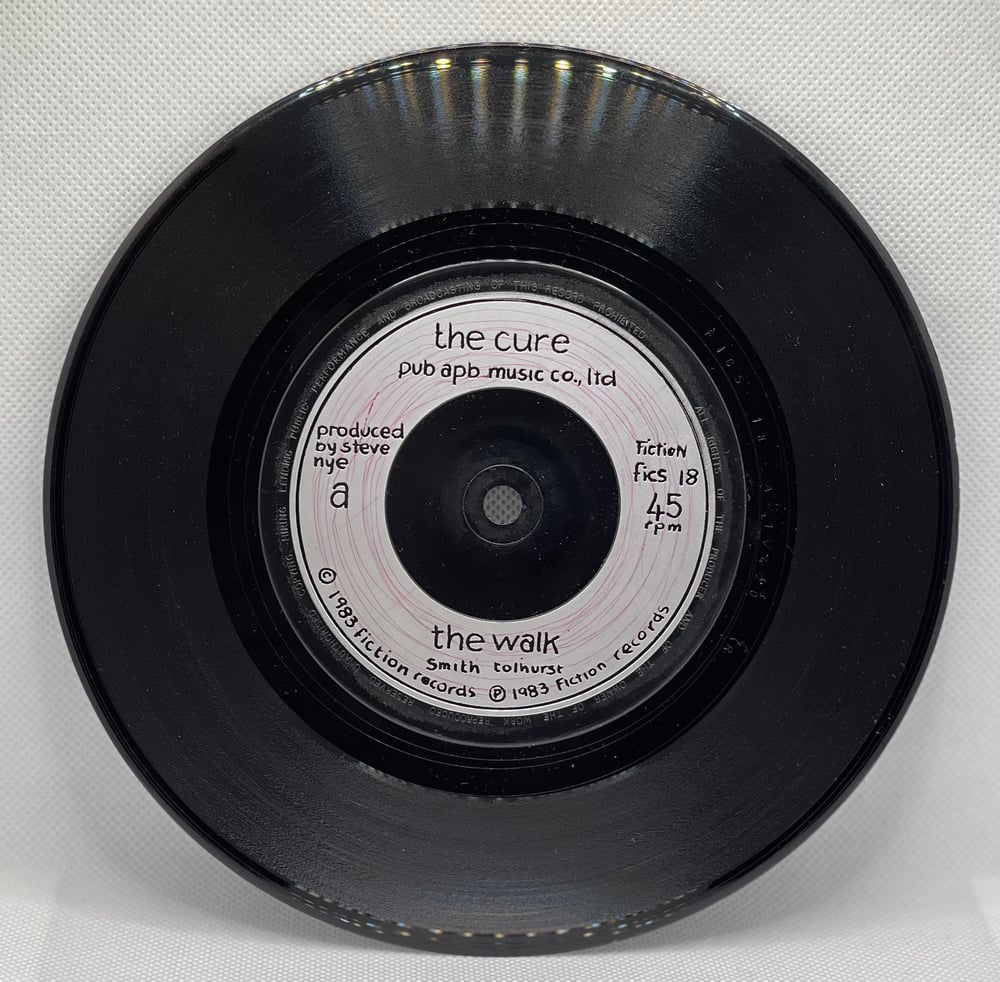 the cure
pub apb music co., ltd
produced
by steve
nye
a
Fiction
fics 18
45
rpm
the walk
Smith tolhurst
© 1983 fiction records ℗ 1983 fiction records
PUBLIC PERFORMANCE AND BROADCASTING OF THIS RECORD PROHIBITED
ALL RIGHTS OF THE PRODUCER AND OF THE OWNER OF THE WORK REPRODUCED RESERVED
UNAUTHORISED COPYING HIRING LENDING